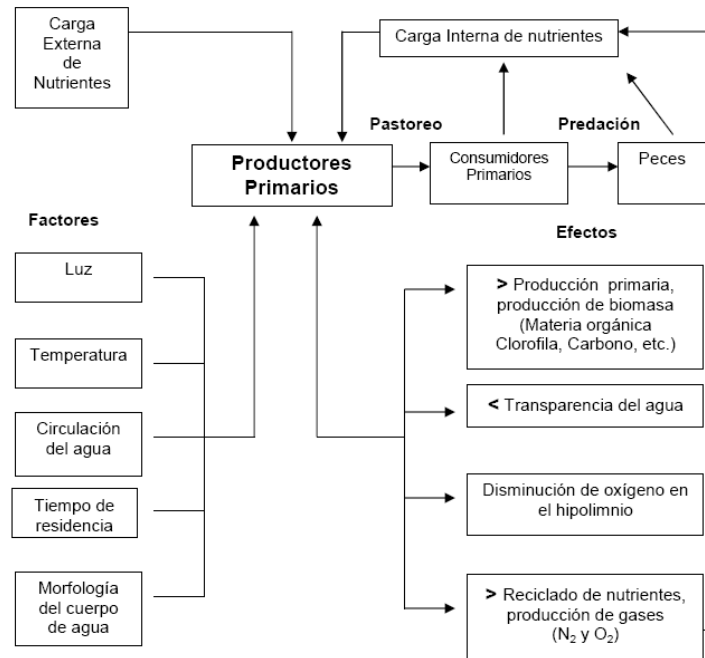 Carga
Externa
de
Nutrientes
Carga Interna de nutrientes
Pastoreo
Predación
Productores
Primarios
Consumidores
Primarios
Peces
Factores
Efectos
Luz
Temperatura
Circulación
del agua
Tiempo de
residencia
Morfología
del cuerpo
de agua
> Producción primaria,
producción de biomasa
(Materia orgánica
Clorofila, Carbono, etc.)
< Transparencia del agua
Disminución de oxígeno en
el hipolimnio
> Reciclado de nutrientes,
producción de gases
(N₂ y O₂)